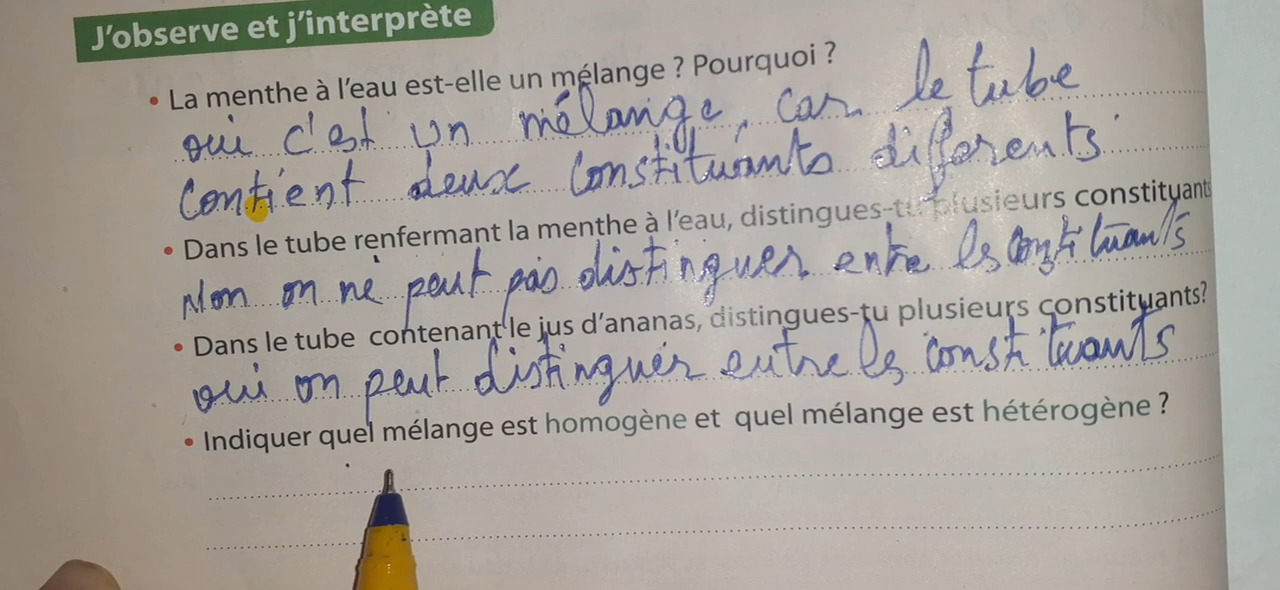 J'observe et j'interprète
• La menthe à l'eau est-elle un mélange ? Pourquoi ?
oui c'est un mélange, car le tube
contient deux constituants différents
• Dans le tube renfermant la menthe à l'eau, distingues-tu plusieurs constituant
Non on ne peut pas distinguer entre les contituants
• Dans le tube contenant le jus d'ananas, distingues-tu plusieurs constituants?
oui on peut distinguer entre les constituants
• Indiquer quel mélange est homogène et quel mélange est hétérogène ?